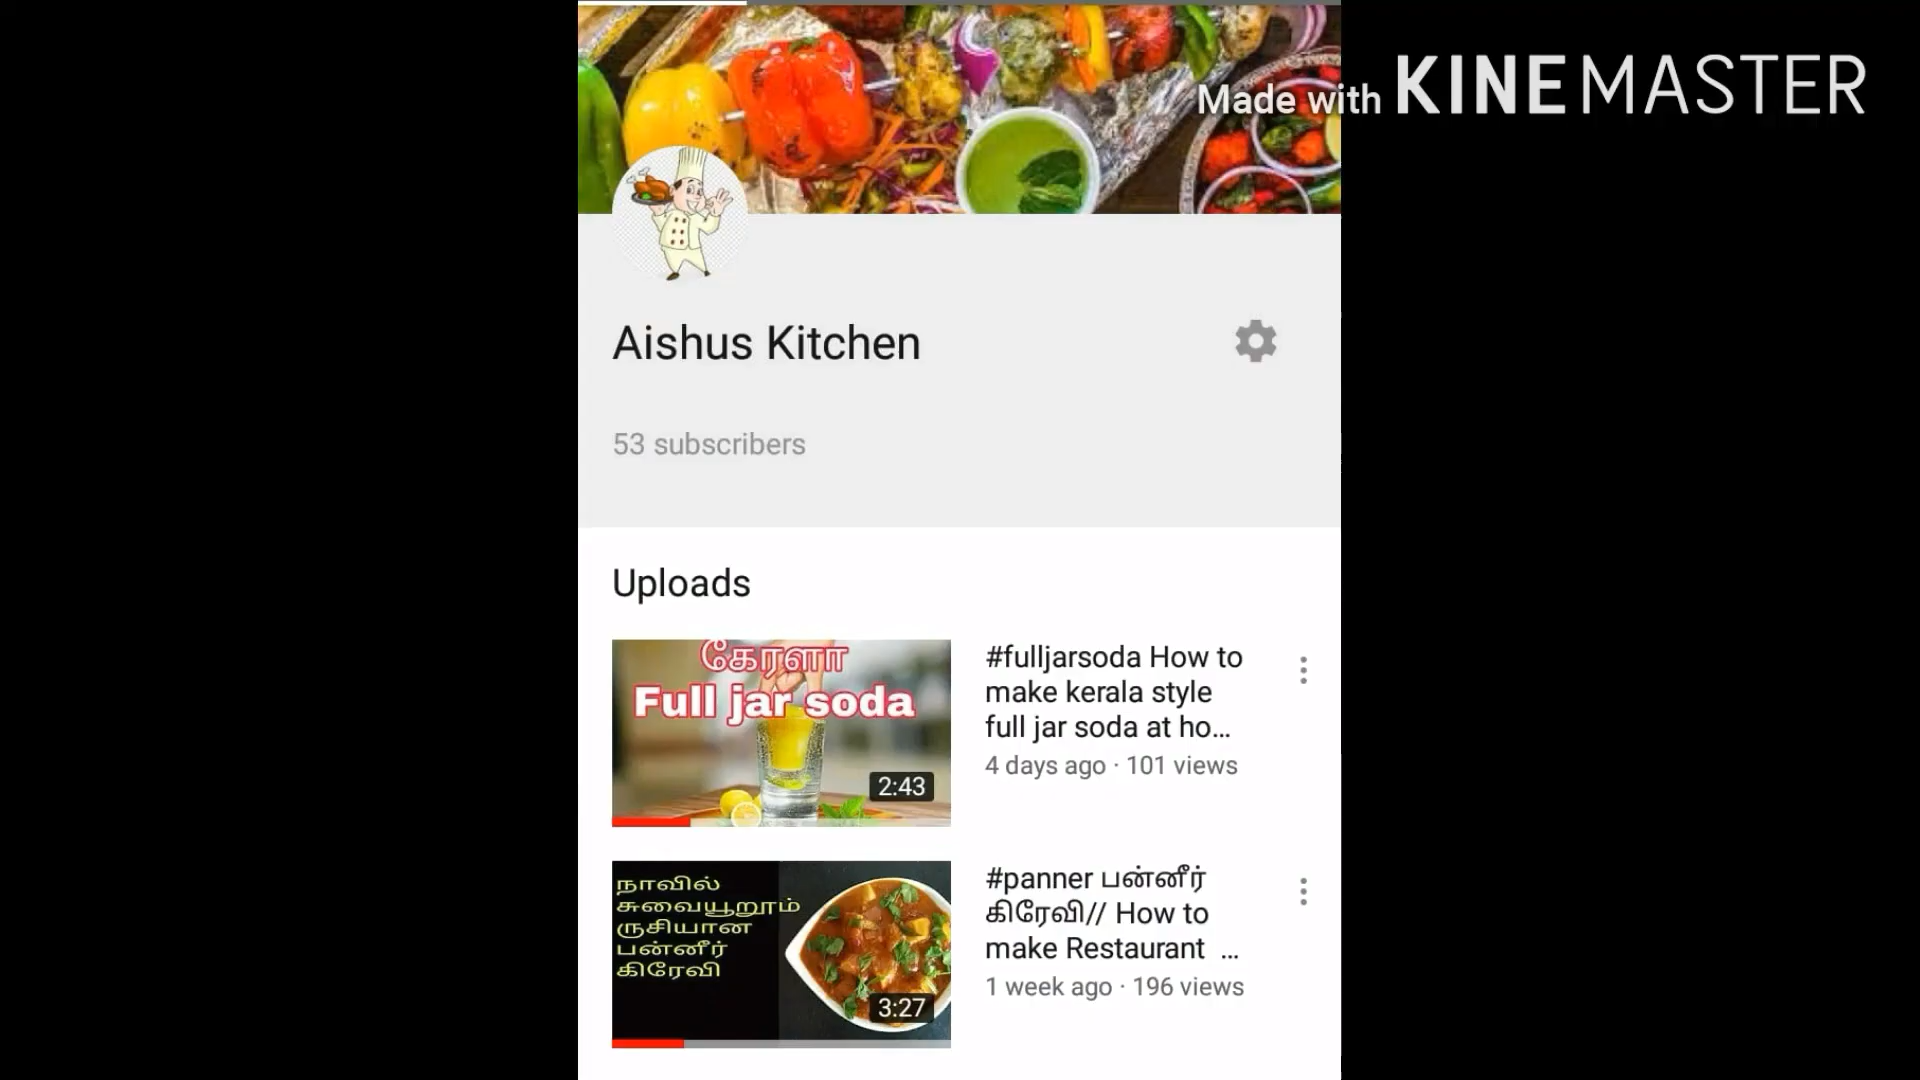 Made with KINEMASTER
Aishus Kitchen
53 subscribers
Uploads
கேரளா
Full jar soda
2:43
#fulljarsoda How to
make kerala style
full jar soda at ho...
4 days ago · 101 views
நாவில்
சுவையூறும்
ருசியான
பன்னீர்
கிரேவி
3:27
#panner பன்னீர்
கிரேவி// How to
make Restaurant ...
1 week ago · 196 views